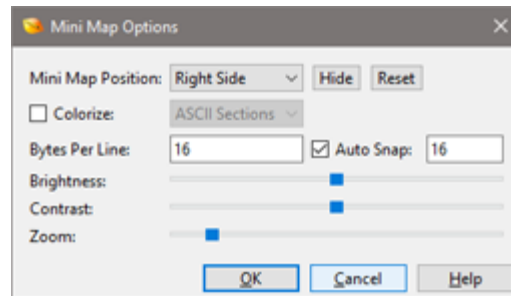 Mini Map Options
Mini Map Position: Right Side Hide Reset
Colorize: ASCII Sections
Bytes Per Line: 16 Auto Snap: 16
Brightness:
Contrast:
Zoom:
OK Cancel Help